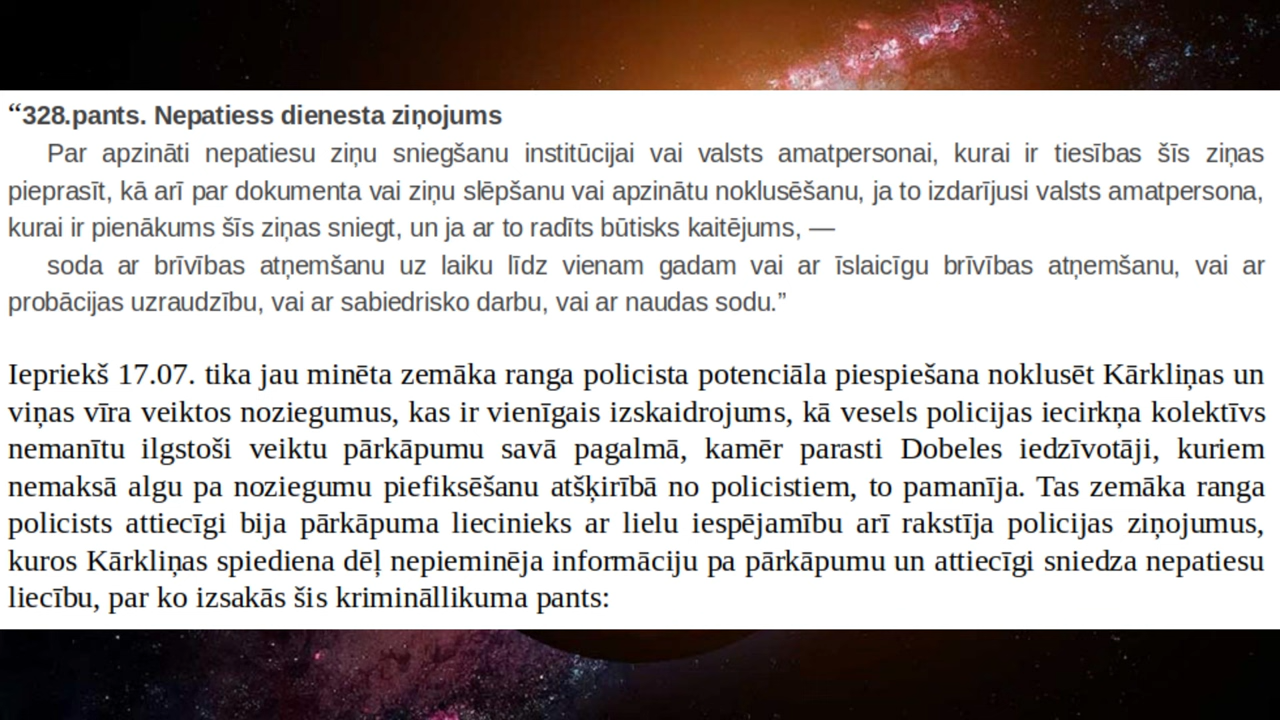 “328.pants. Nepatiess dienesta ziņojums
Par apzināti nepatiesu ziņu sniegšanu institūcijai vai valsts amatpersonai, kurai ir tiesības šīs ziņas
pieprasīt, kā arī par dokumenta vai ziņu slēpšanu vai apzinātu noklusēšanu, ja to izdarījusi valsts amatpersona,
kurai ir pienākums šīs ziņas sniegt, un ja ar to radīts būtisks kaitējums, —
soda ar brīvības atņemšanu uz laiku līdz vienam gadam vai ar īslaicīgu brīvības atņemšanu, vai ar
probācijas uzraudzību, vai ar sabiedrisko darbu, vai ar naudas sodu.”
Iepriekš 17.07. tika jau minēta zemāka ranga policista potenciāla piespiešana noklusēt Kārkliņas un
viņas vīra veiktos noziegumus, kas ir vienīgais izskaidrojums, kā vesels policijas iecirkņa kolektīvs
nemanītu ilgstoši veiktu pārkāpumu savā pagalmā, kamēr parasti Dobeles iedzīvotāji, kuriem
nemaksā algu pa noziegumu piefiksēšanu atšķirībā no policistiem, to pamanīja. Tas zemāka ranga
policists attiecīgi bija pārkāpuma liecinieks ar lielu iespējamību arī rakstīja policijas ziņojumus,
kuros Kārkliņas spiediena dēļ nepieminēja informāciju pa pārkāpumu un attiecīgi sniedza nepatiesu
liecību, par ko izsakās šis krimināllikuma pants: